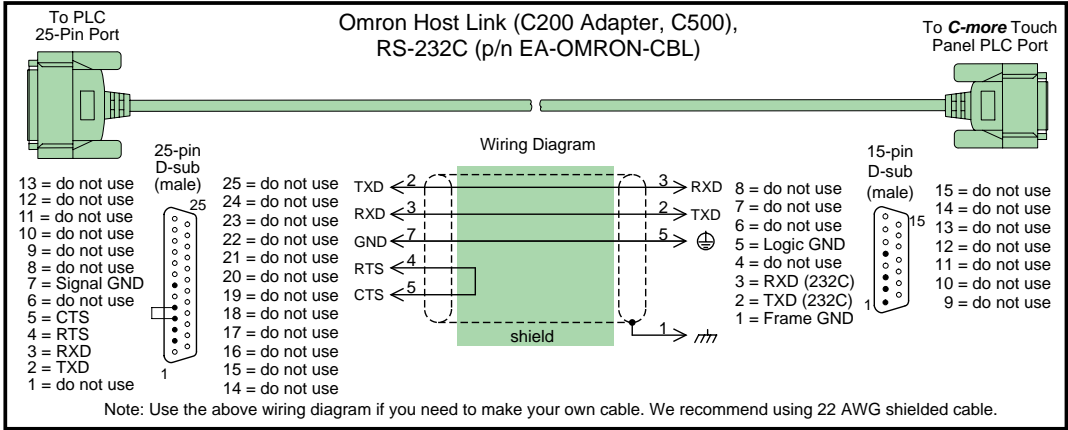 To PLC
25-Pin Port
Omron Host Link (C200 Adapter, C500),
RS-232C (p/n EA-OMRON-CBL)
To C-more Touch
Panel PLC Port
Wiring Diagram
25-pin
D-sub
(male)
25
1
13 = do not use
12 = do not use
11 = do not use
10 = do not use
9 = do not use
8 = do not use
7 = Signal GND
6 = do not use
5 = CTS
4 = RTS
3 = RXD
2 = TXD
1 = do not use
25 = do not use
24 = do not use
23 = do not use
22 = do not use
21 = do not use
20 = do not use
19 = do not use
18 = do not use
17 = do not use
16 = do not use
15 = do not use
14 = do not use
TXD 2 3 RXD
RXD 3 2 TXD
GND 7 5
RTS 4
CTS 5
shield
1
8 = do not use
7 = do not use
6 = do not use
5 = Logic GND
4 = do not use
3 = RXD (232C)
2 = TXD (232C)
1 = Frame GND
15-pin
D-sub
(male)
15
1
15 = do not use
14 = do not use
13 = do not use
12 = do not use
11 = do not use
10 = do not use
9 = do not use
Note: Use the above wiring diagram if you need to make your own cable. We recommend using 22 AWG shielded cable.